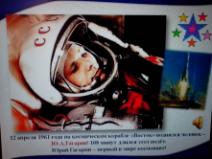 СССР
12 апреля 1961 года на космическом корабле «Восток» поднялся человек –
Ю.А.Гагарин! 108 минут длился этот полёт.
Юрий Гагарин – первый в мире космонавт!